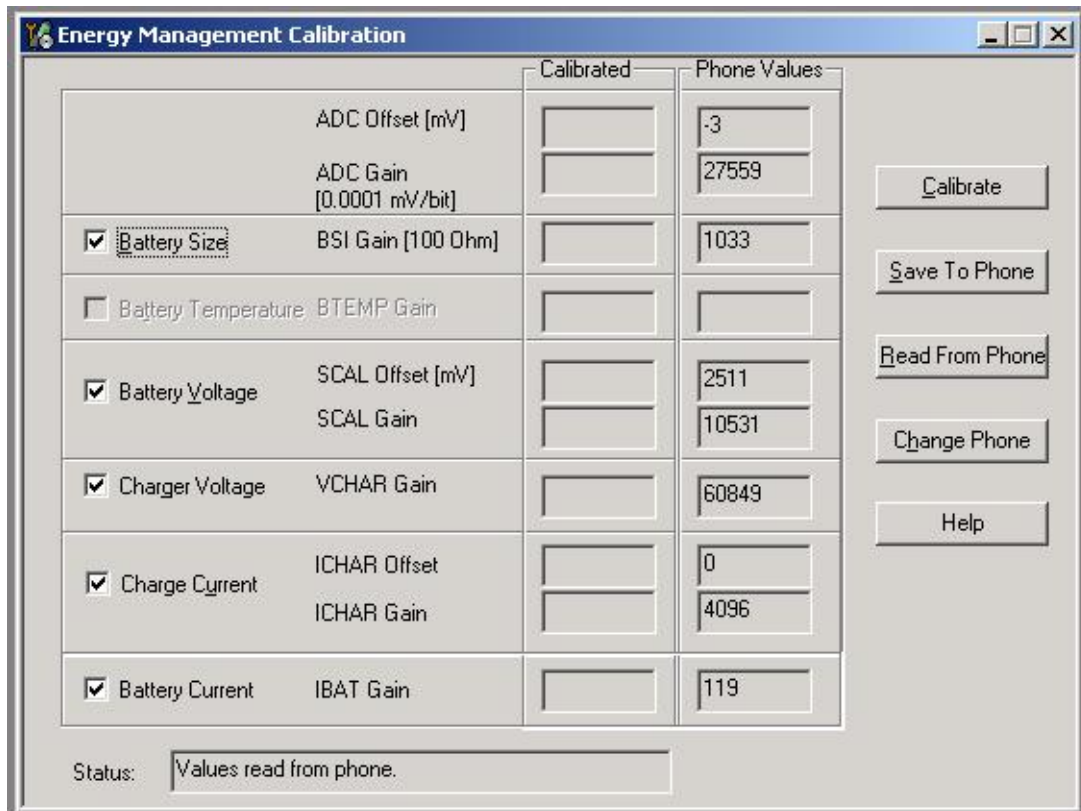 Energy Management Calibration
Calibrated Phone Values
ADC Offset [mV] -3
ADC Gain 27559
[0.0001 mV/bit]
Calibrate
Battery Size BSI Gain [100 Ohm] 1033
Save To Phone
Battery Temperature BTEMP Gain
Read From Phone
Battery Voltage
SCAL Offset [mV] 2511
SCAL Gain 10531
Change Phone
Charger Voltage VCHAR Gain 60849
Help
Charge Current
ICHAR Offset 0
ICHAR Gain 4096
Battery Current IBAT Gain 119
Status: Values read from phone.